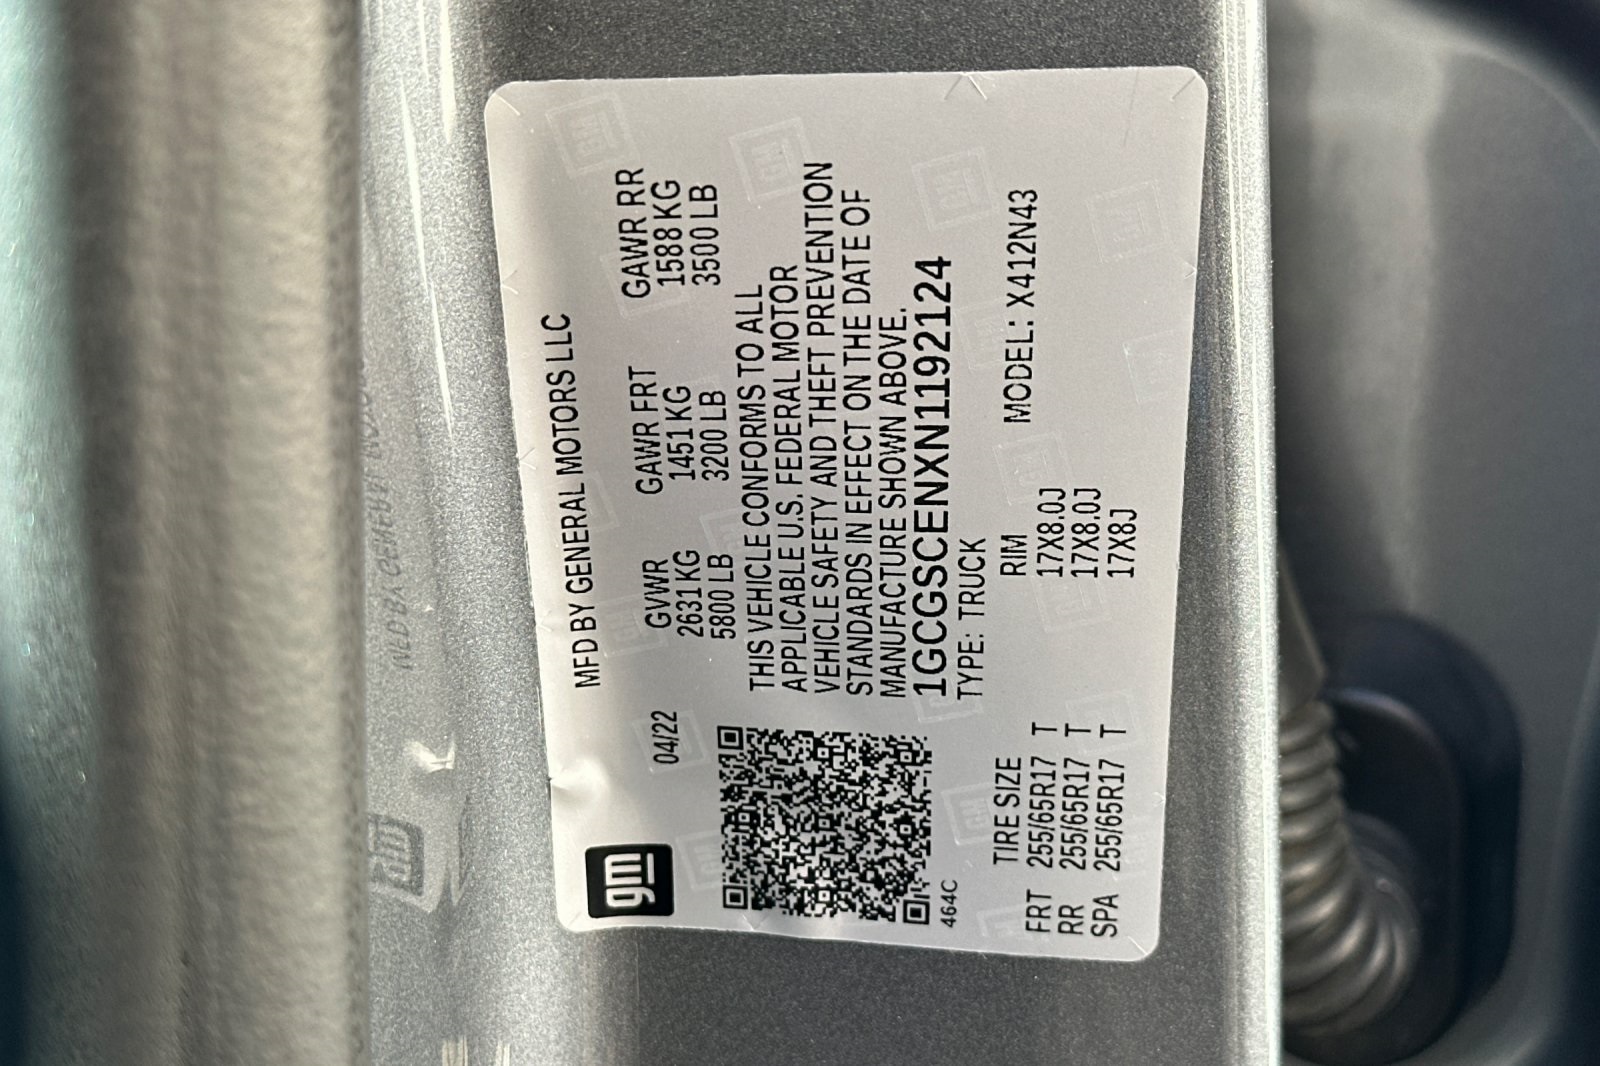 gm
MFD BY GENERAL MOTORS LLC
04/22
GVWR GAWR FRT GAWR RR
2631 KG 1451 KG 1588 KG
5800 LB 3200 LB 3500 LB
THIS VEHICLE CONFORMS TO ALL
APPLICABLE U.S. FEDERAL MOTOR
VEHICLE SAFETY AND THEFT PREVENTION
STANDARDS IN EFFECT ON THE DATE OF
MANUFACTURE SHOWN ABOVE.
1GCGSCENXN1192124
464C
TYPE: TRUCK
TIRE SIZE RIM MODEL: X412N43
FRT 255/65R17 T 17X8.0J
RR 255/65R17 T 17X8.0J
SPA 255/65R17 T 17X8J